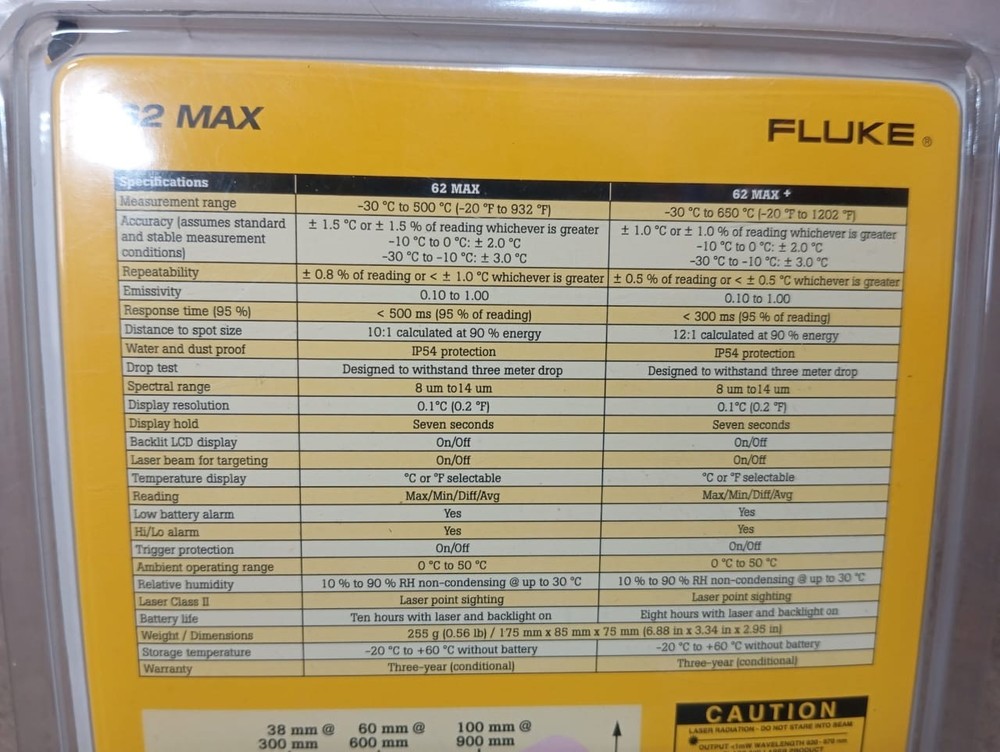 62 MAX
FLUKE®
Specifications 62 MAX 62 MAX +
Measurement range -30 °C to 500 °C (-20 °F to 932 °F) -30 °C to 650 °C (-20 °F to 1202 °F)
Accuracy (assumes standard ± 1.5 °C or ± 1.5 % of reading whichever is greater ± 1.0 °C or ± 1.0 % of reading whichever is greater
and stable measurement -10 °C to 0 °C: ± 2.0 °C -10 °C to 0 °C: ± 2.0 °C
conditions) -30 °C to -10 °C: ± 3.0 °C -30 °C to -10 °C: ± 3.0 °C
Repeatability ± 0.8 % of reading or < ± 1.0 °C whichever is greater ± 0.5 % of reading or < ± 0.5 °C whichever is greater
Emissivity 0.10 to 1.00 0.10 to 1.00
Response time (95 %) < 500 ms (95 % of reading) < 300 ms (95 % of reading)
Distance to spot size 10:1 calculated at 90 % energy 12:1 calculated at 90 % energy
Water and dust proof IP54 protection IP54 protection
Drop test Designed to withstand three meter drop Designed to withstand three meter drop
Spectral range 8 um to14 um 8 um to14 um
Display resolution 0.1°C (0.2 °F) 0.1°C (0.2 °F)
Display hold Seven seconds Seven seconds
Backlit LCD display On/Off On/Off
Laser beam for targeting On/Off On/Off
Temperature display °C or °F selectable °C or °F selectable
Reading Max/Min/Diff/Avg Max/Min/Diff/Avg
Low battery alarm Yes Yes
Hi/Lo alarm Yes Yes
Trigger protection On/Off On/Off
Ambient operating range 0 °C to 50 °C 0 °C to 50 °C
Relative humidity 10 % to 90 % RH non-condensing @ up to 30 °C 10 % to 90 % RH non-condensing @ up to 30 °C
Laser Class II Laser point sighting Laser point sighting
Battery life Ten hours with laser and backlight on Eight hours with laser and backlight on
Weight / Dimensions 255 g (0.56 lb) / 175 mm x 85 mm x 75 mm (6.88 in x 3.34 in x 2.95 in)
Storage temperature -20 °C to +60 °C without battery -20 °C to +60 °C without battery
Warranty Three-year (conditional) Three-year (conditional)
38 mm @ 60 mm @ 100 mm @
300 mm 600 mm 900 mm
CAUTION
LASER RADIATION - DO NOT STARE INTO BEAM
OUTPUT <1mW WAVELENGTH 630 - 670 nm